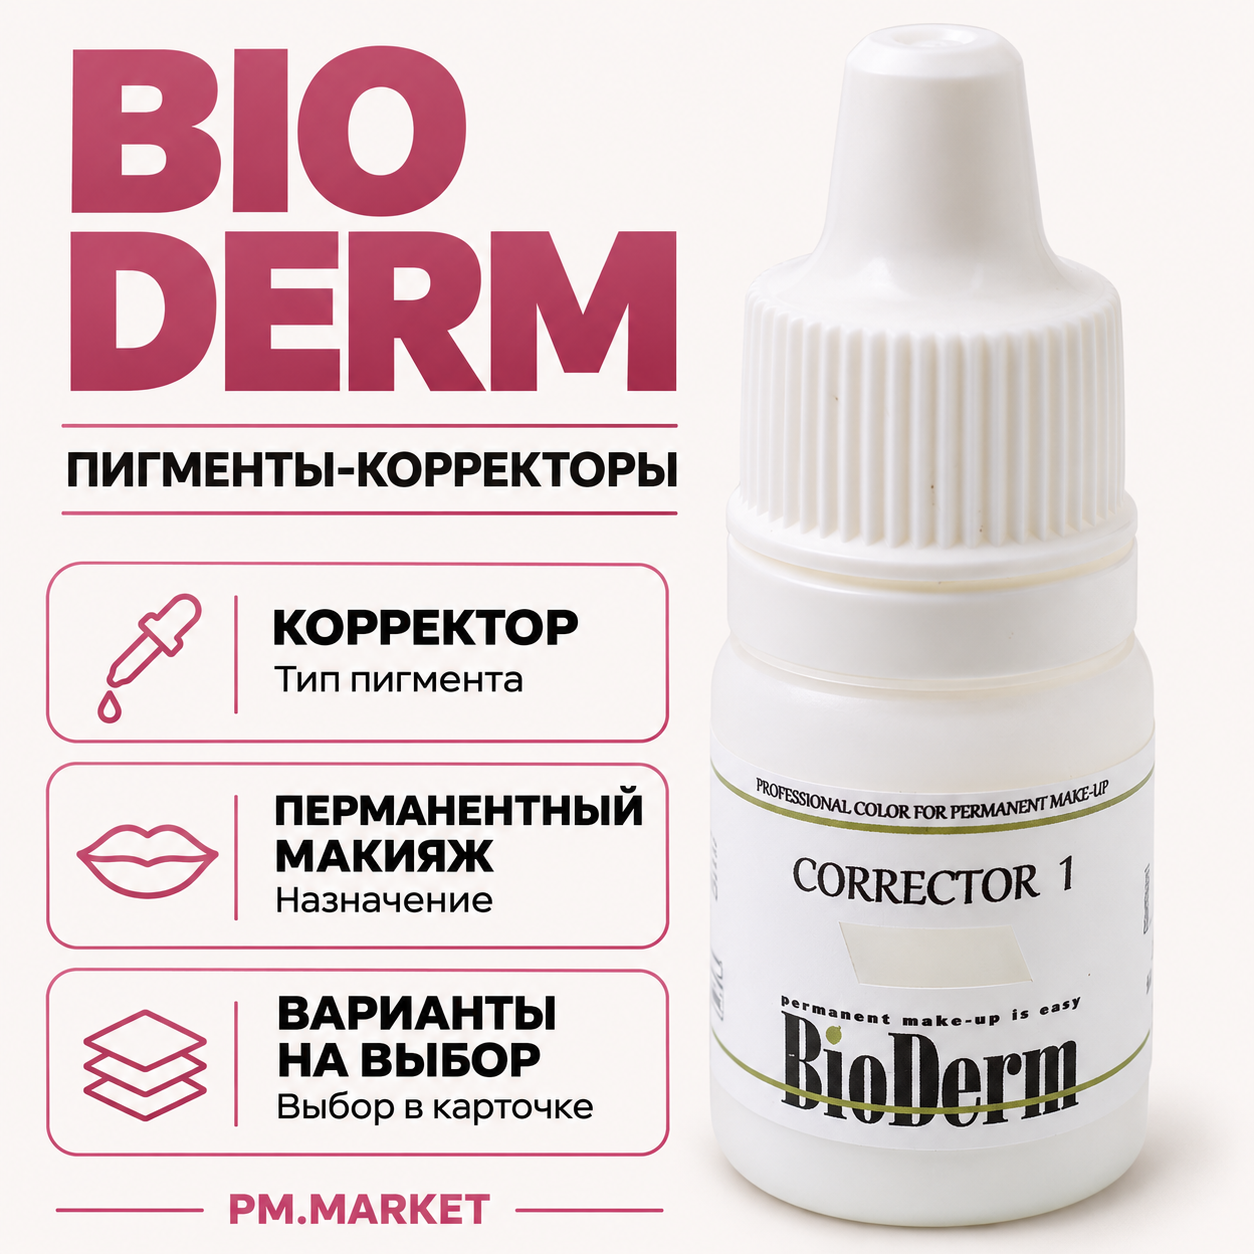 BIO
DERM
ПИГМЕНТЫ-КОРРЕКТОРЫ
КОРРЕКТОР
Тип пигмента
ПЕРМАНЕНТНЫЙ
МАКИЯЖ
Назначение
ВАРИАНТЫ
НА ВЫБОР
Выбор в карточке
PM.MARKET
PROFESSIONAL COLOR FOR PERMANENT MAKE-UP
CORRECTOR 1
permanent make-up is easy
BioDerm